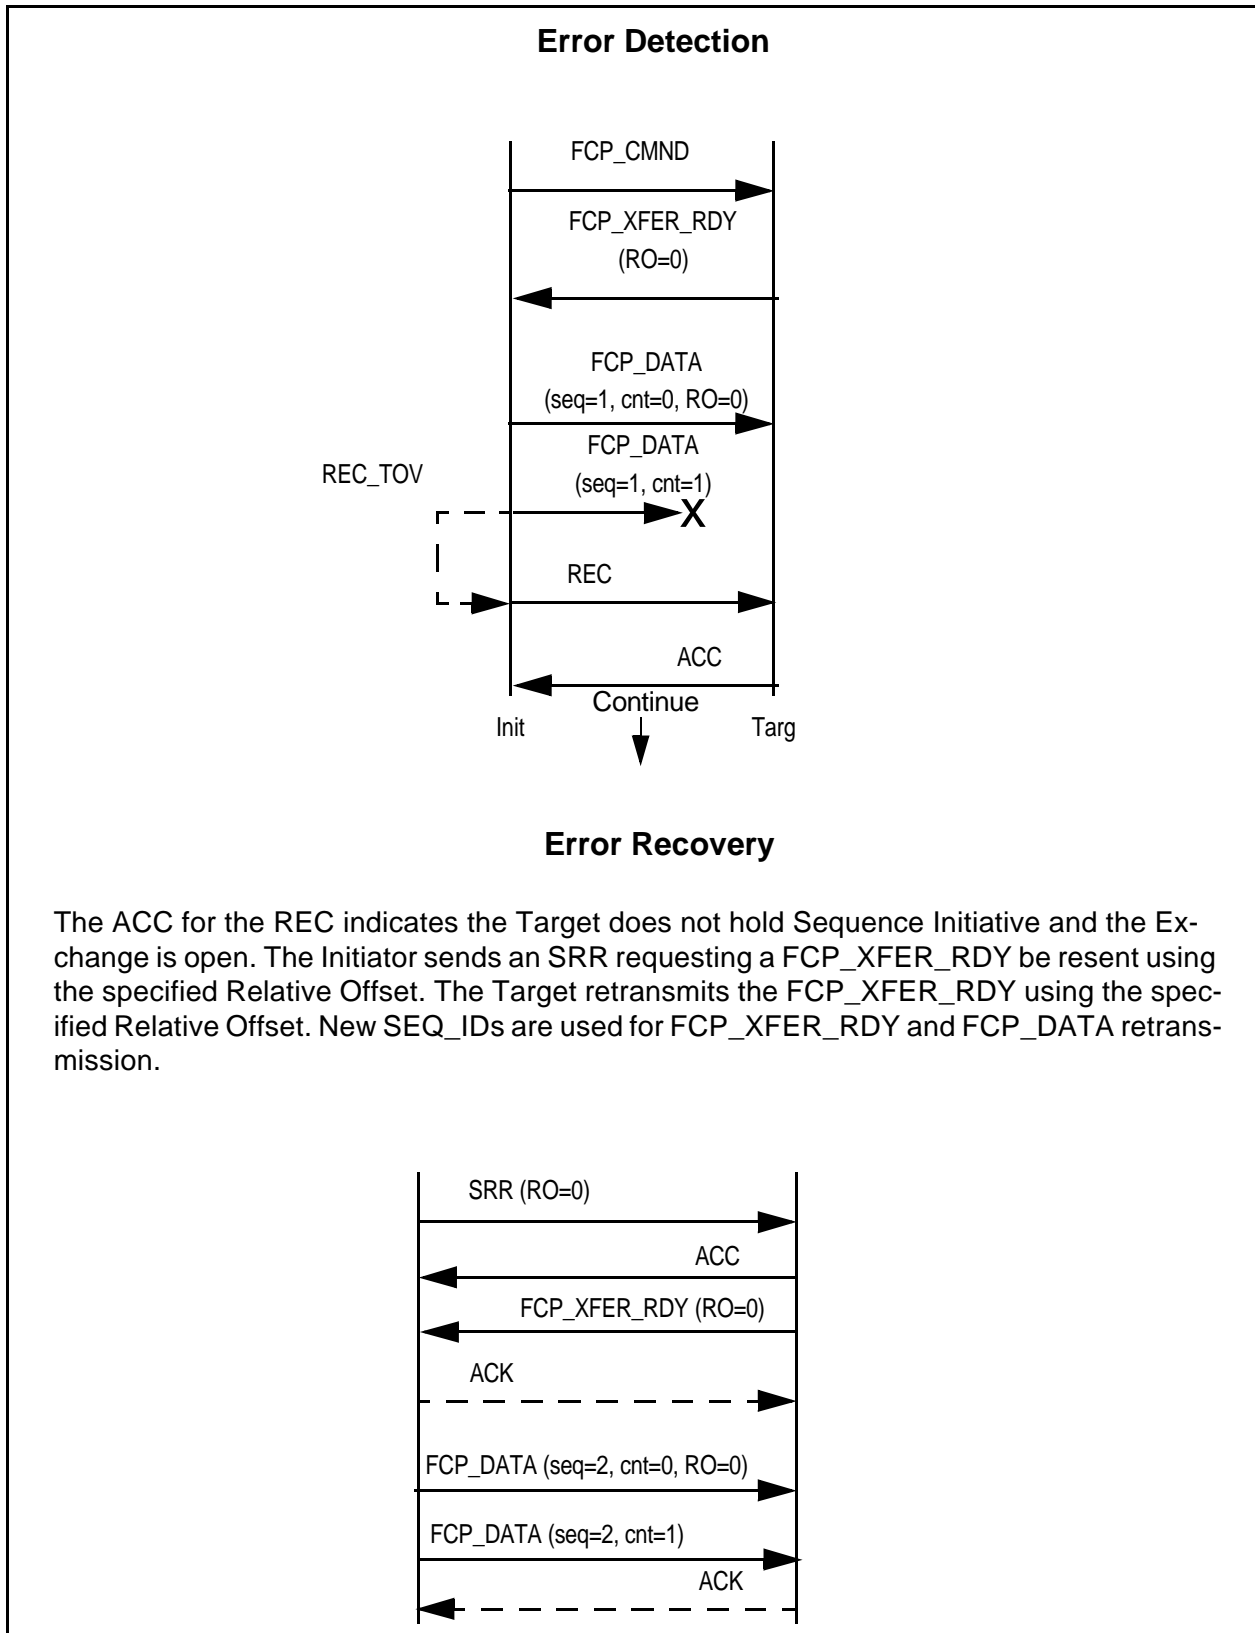 Error Detection
FCP_CMND
FCP_XFER_RDY
(RO=0)
FCP_DATA
(seq=1, cnt=0, RO=0)
FCP_DATA
REC_TOV
(seq=1, cnt=1)
X
REC
ACC
Continue
Init
Targ
Error Recovery
The ACC for the REC indicates the Target does not hold Sequence Initiative and the Ex-
change is open. The Initiator sends an SRR requesting a FCP_XFER_RDY be resent using
the specified Relative Offset. The Target retransmits the FCP_XFER_RDY using the spec-
ified Relative Offset. New SEQ_IDs are used for FCP_XFER_RDY and FCP_DATA retrans-
mission.
SRR (RO=0)
ACC
FCP_XFER_RDY (RO=0)
ACK
FCP_DATA (seq=2, cnt=0, RO=0)
FCP_DATA (seq=2, cnt=1)
ACK